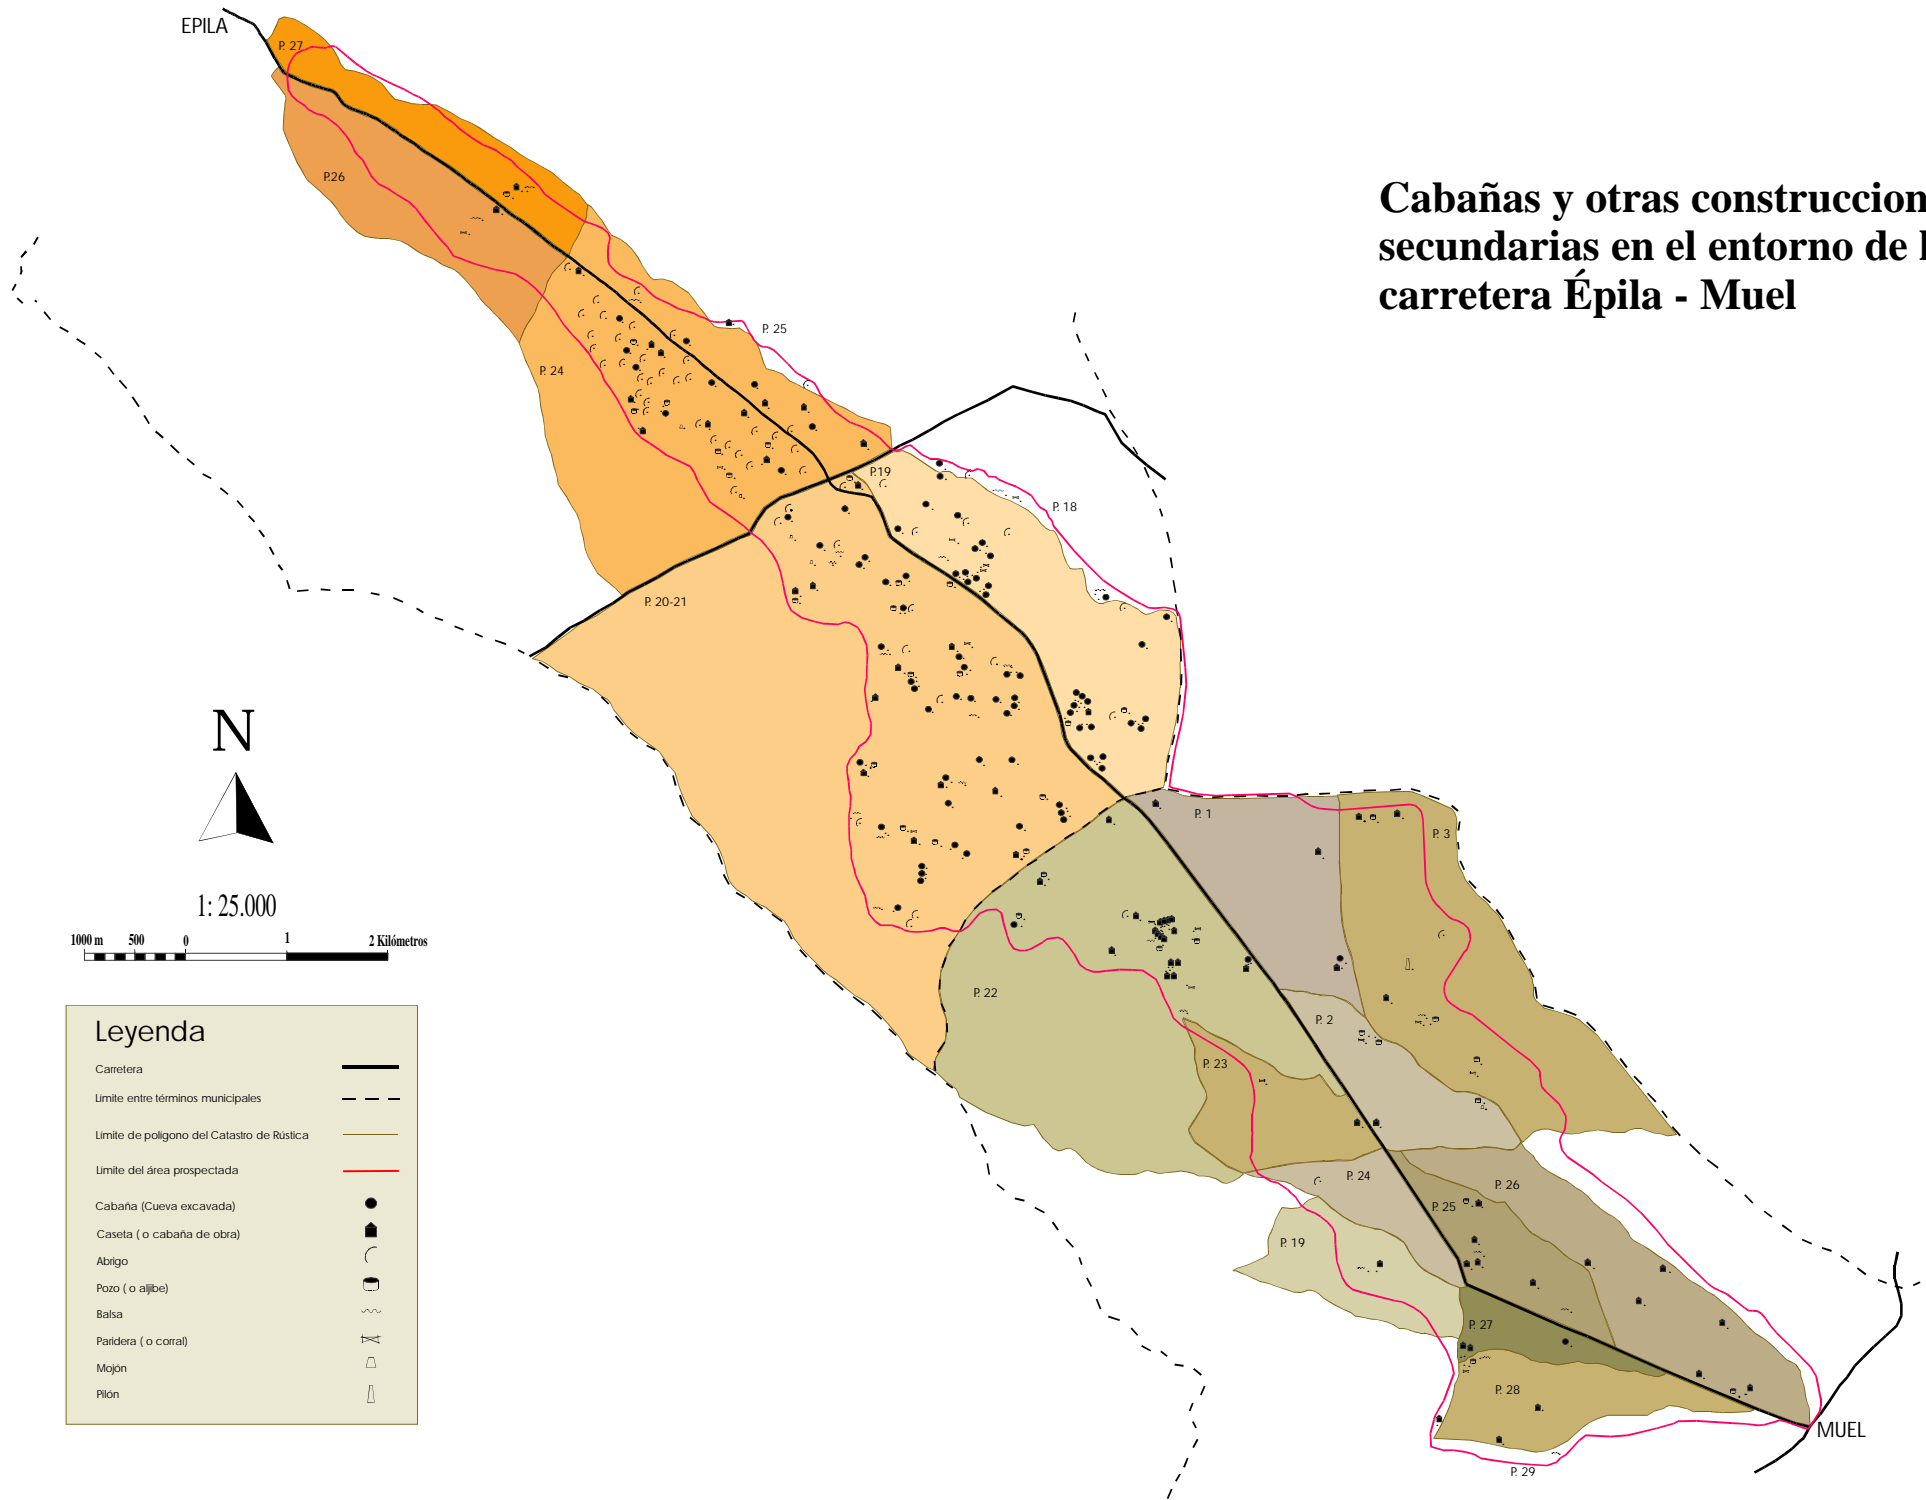 EPILA
P. 27
P.26
Cabañas y otras construccion
secundarias en el entorno de l
carretera Épila - Muel
P. 25
P. 24
P.19
P. 18
P. 20-21
N
1: 25.000
1000 m 500 0 1 2 Kilómetros
P. 1
P. 3
P. 22
P. 2
P. 23
P. 24
P. 26
P. 25
P. 19
P. 27
P. 28
MUEL
P. 29
Leyenda
Carretera
Límite entre términos municipales
Límite de polígono del Catastro de Rústica
Límite del área prospectada
Cabaña (Cueva excavada)
Caseta ( o cabaña de obra)
Abrigo
Pozo ( o aljibe)
Balsa
Paridera ( o corral)
Mojón
Pilón